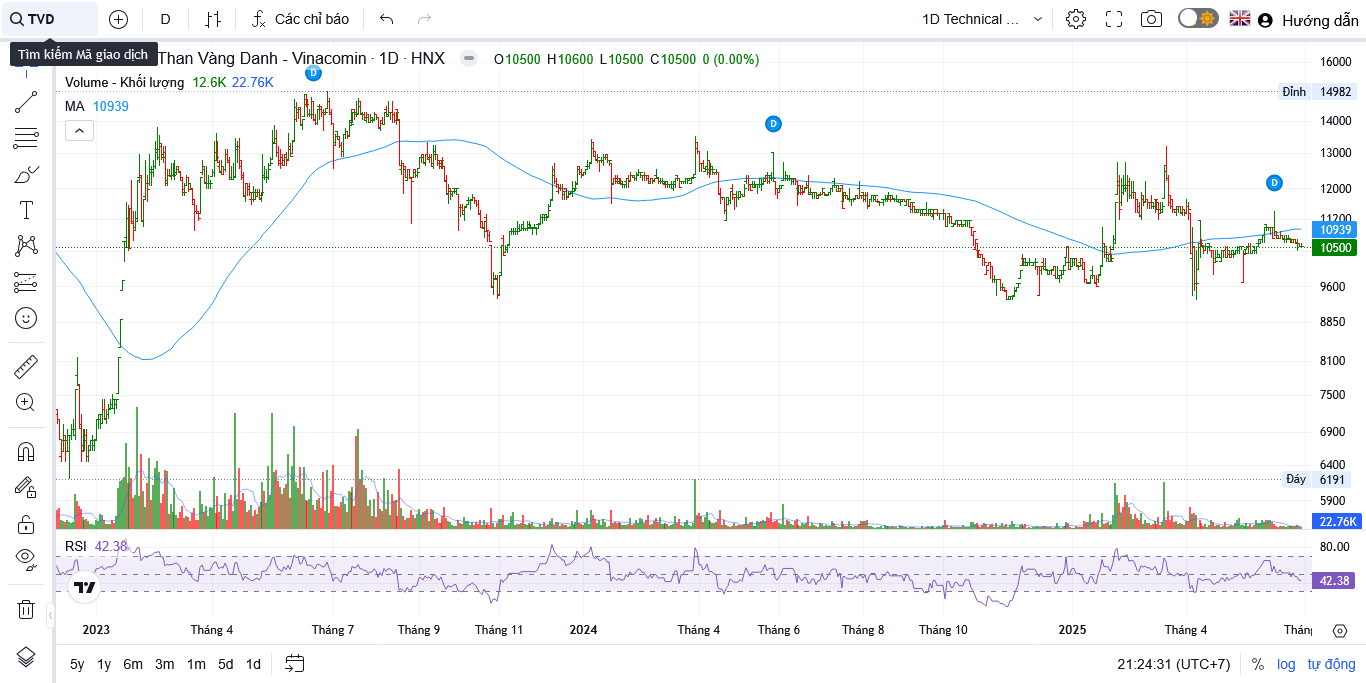 TVD
D
Các chỉ báo
1D Technical ...
Hướng dẫn
Tìm kiếm Mã giao dịch
Than Vàng Danh - Vinacomin · 1D · HNX
O10500 H10600 L10500 C10500 0 (0.00%)
Volume - Khối lượng 12.6K 22.76K
MA 10939
D
D
D
16000
Đỉnh 14982
14000
13000
12000
11200
10939
10500
9600
8850
8100
7500
6900
6400
Đáy 6191
5900
22.76K
RSI 42.38
80.00
42.38
2023 Tháng 4 Tháng 7 Tháng 9 Tháng 11 2024 Tháng 4 Tháng 6 Tháng 8 Tháng 10 2025 Tháng 4
5y 1y 6m 3m 1m 5d 1d
21:24:31 (UTC+7) % log tự động